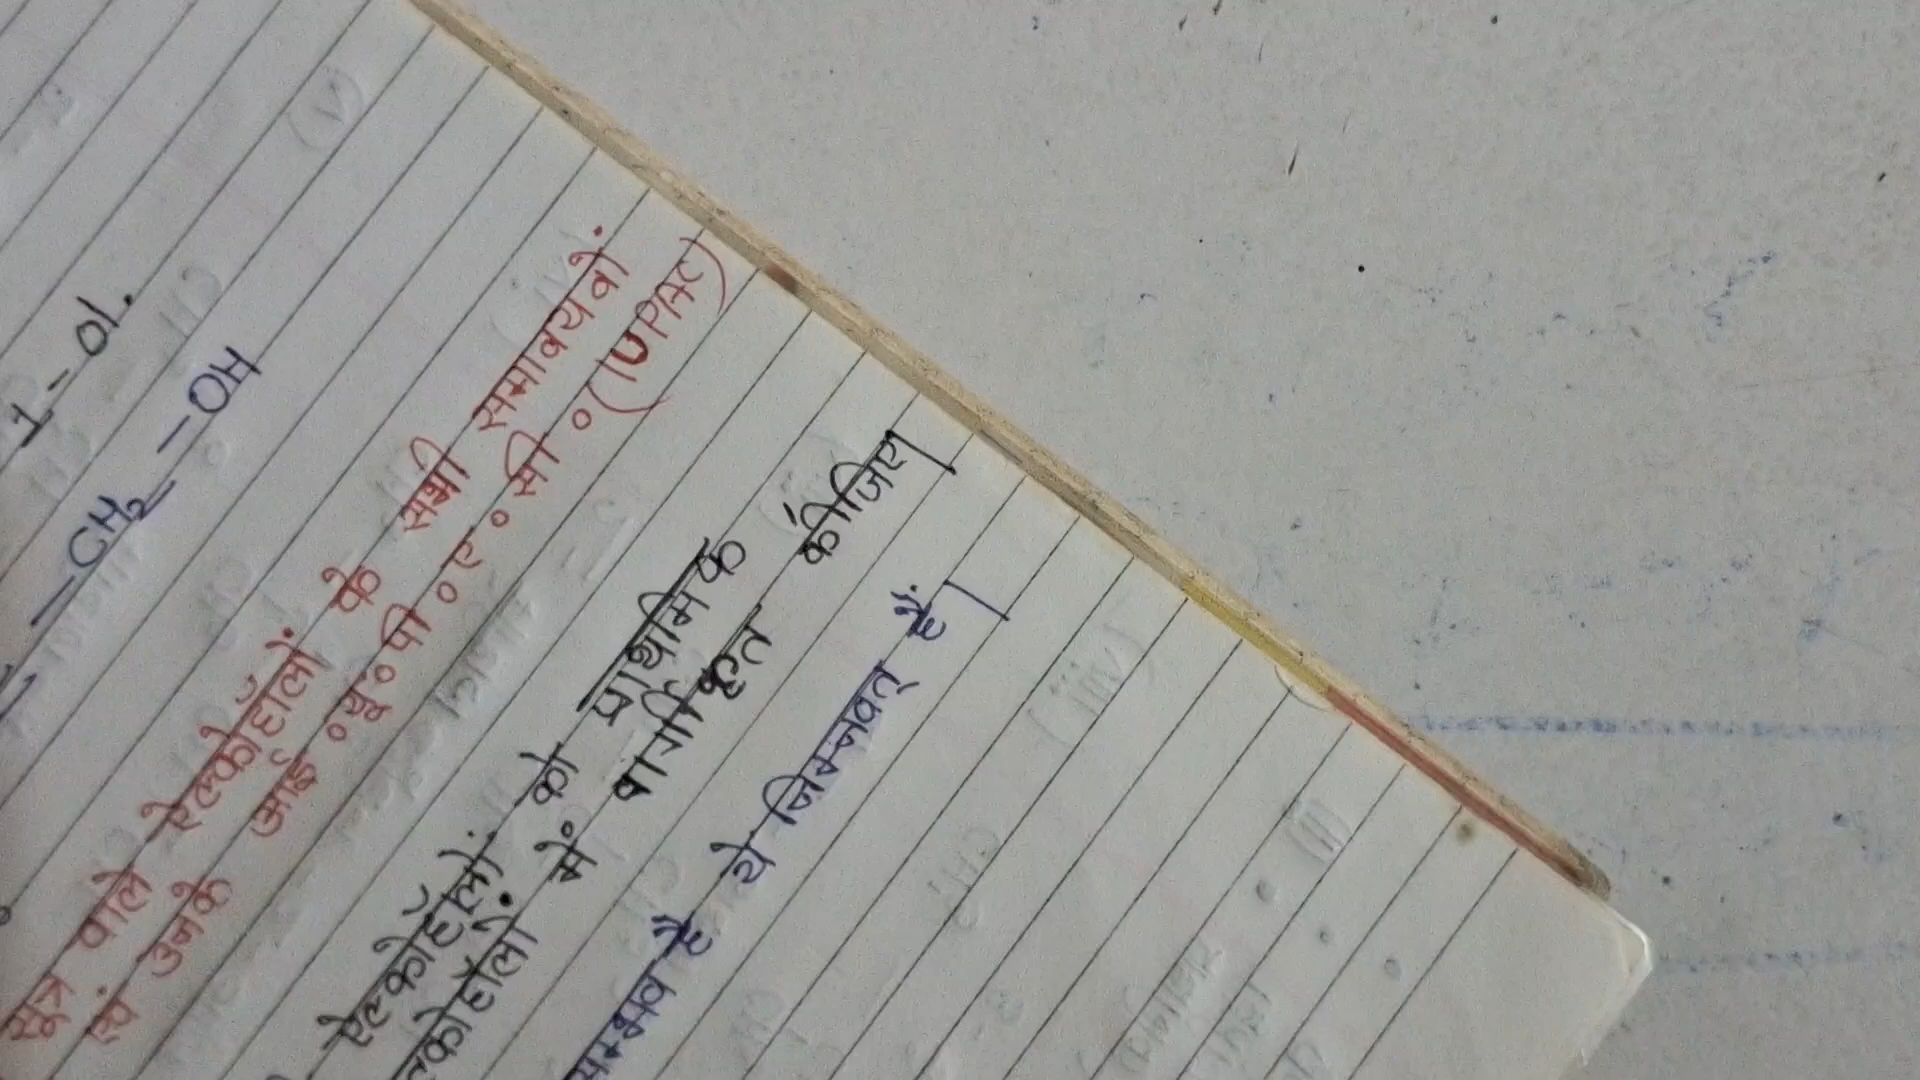 1-ol.
—CH2—OH
सूत्र वाले ऐल्कोहॉलों के सभी समावयवों
एवं उनके आई०यू०पी०ए०सी०(IUPAC)
ऐल्कोहॉलों को प्राथमिक
ल्कोहॉलों में वर्गीकृत कीजिए।
सम्भव हैं ये निम्नवत् हैं।